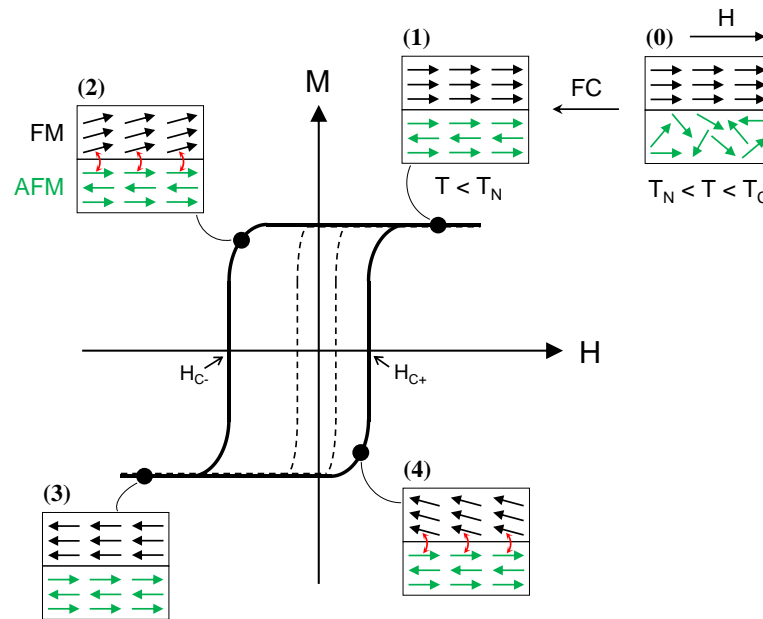 H
(0)
(1)
(2)
M
FC
FM
AFM
T < T_N
T_N < T < T_C
H
H_C-
H_C+
(3)
(4)